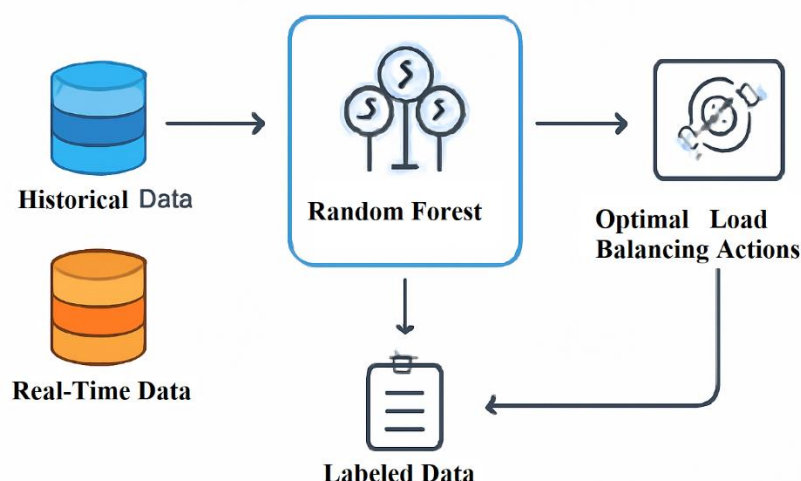 Historical Data
Random Forest
Optimal Load
Balancing Actions
Real-Time Data
Labeled Data